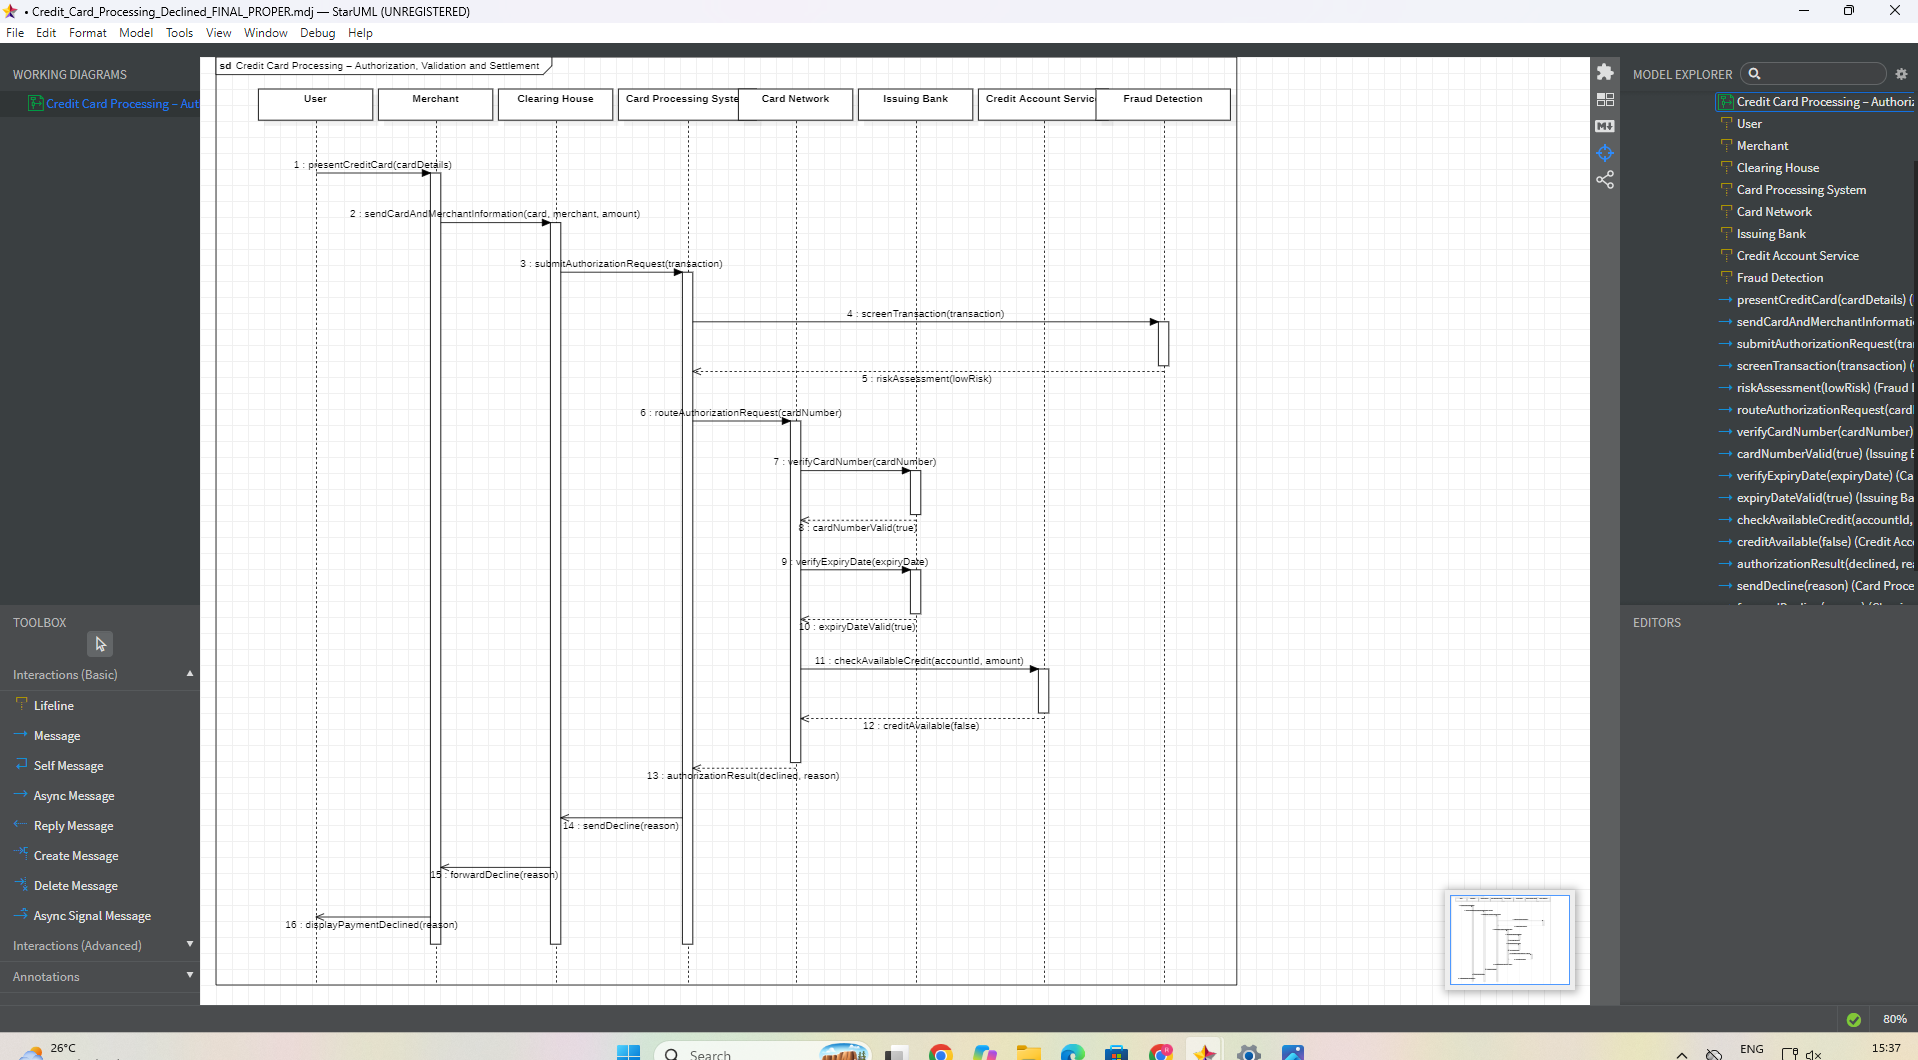 • Credit_Card_Processing_Declined_FINAL_PROPER.mdj — StarUML (UNREGISTERED)
File Edit Format Model Tools View Window Debug Help
WORKING DIAGRAMS
Credit Card Processing – Aut
sd Credit Card Processing – Authorization, Validation and Settlement
User
Merchant
Clearing House
Card Processing Syste
Card Network
Issuing Bank
Credit Account Servic
Fraud Detection
1 : presentCreditCard(cardDetails)
2 : sendCardAndMerchantInformation(card, merchant, amount)
3 : submitAuthorizationRequest(transaction)
4 : screenTransaction(transaction)
5 : riskAssessment(lowRisk)
6 : routeAuthorizationRequest(cardNumber)
7 : verifyCardNumber(cardNumber)
8 : cardNumberValid(true)
9 : verifyExpiryDate(expiryDate)
10 : expiryDateValid(true)
11 : checkAvailableCredit(accountId, amount)
12 : creditAvailable(false)
13 : authorizationResult(declined, reason)
14 : sendDecline(reason)
15 : forwardDecline(reason)
16 : displayPaymentDeclined(reason)
TOOLBOX
Interactions (Basic)
Lifeline
Message
Self Message
Async Message
Reply Message
Create Message
Delete Message
Async Signal Message
Interactions (Advanced)
Annotations
MODEL EXPLORER
Credit Card Processing – Authoriz
User
Merchant
Clearing House
Card Processing System
Card Network
Issuing Bank
Credit Account Service
Fraud Detection
presentCreditCard(cardDetails) (
sendCardAndMerchantInformati
submitAuthorizationRequest(tra
screenTransaction(transaction) (
riskAssessment(lowRisk) (Fraud
routeAuthorizationRequest(card
verifyCardNumber(cardNumber)
cardNumberValid(true) (Issuing
verifyExpiryDate(expiryDate) (Ca
expiryDateValid(true) (Issuing Ba
checkAvailableCredit(accountId,
creditAvailable(false) (Credit Acc
authorizationResult(declined, re
sendDecline(reason) (Card Proce
EDITORS
80%
26°C
Search
ENG
15:37